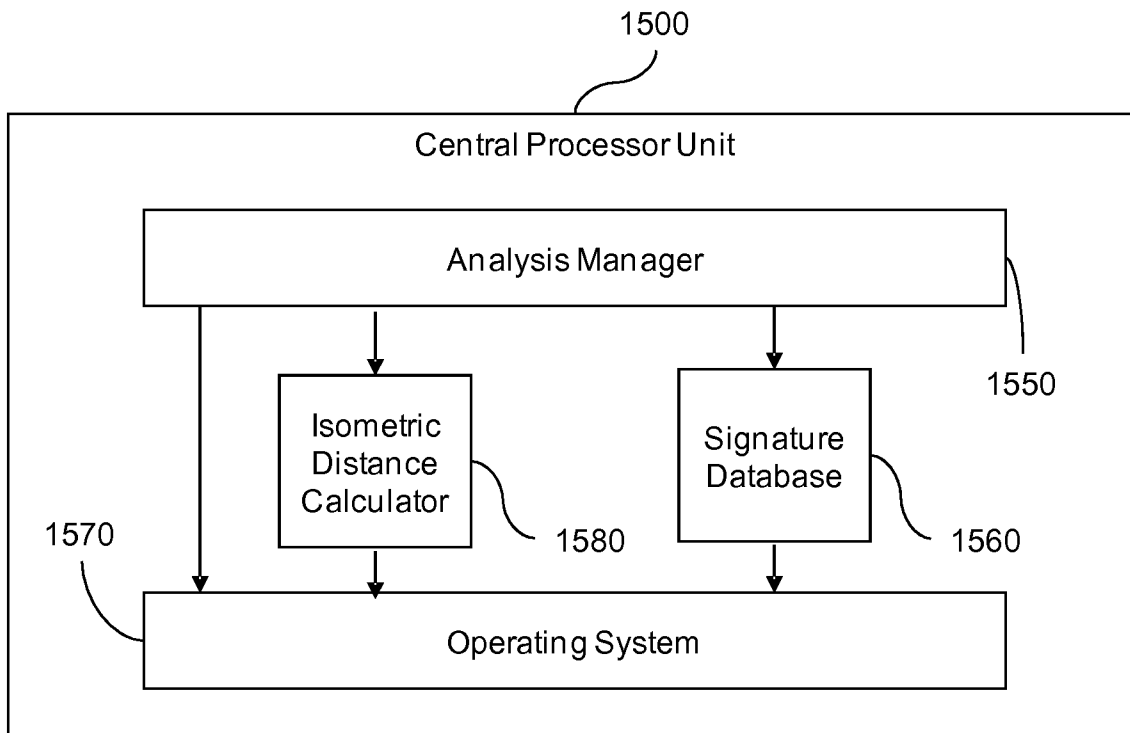 1500
Central Processor Unit
Analysis Manager
1550
Isometric
Distance
Calculator
Signature
Database
1570
1580
1560
Operating System